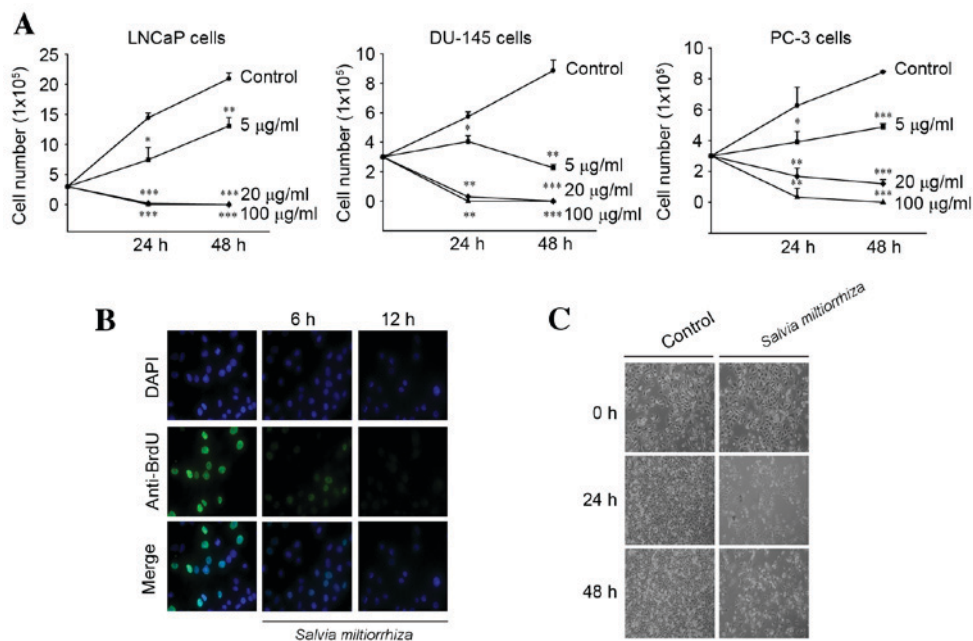 A
LNCaP cells
Cell number (1x10⁵)
25
20
15
10
5
0
Control
**
5 µg/ml
*
***
***
20 µg/ml
100 µg/ml
***
***
24 h
48 h
DU-145 cells
Cell number (1x10⁵)
10
8
6
4
2
0
Control
*
**
5 µg/ml
**
***
20 µg/ml
100 µg/ml
**
***
24 h
48 h
PC-3 cells
Cell number (1x10⁵)
10
8
6
4
2
0
Control
*
***
5 µg/ml
**
***
20 µg/ml
**
***
100 µg/ml
24 h
48 h
B
6 h
12 h
DAPI
Anti-BrdU
Merge
Salvia miltiorrhiza
C
Control
Salvia miltiorrhiza
0 h
24 h
48 h